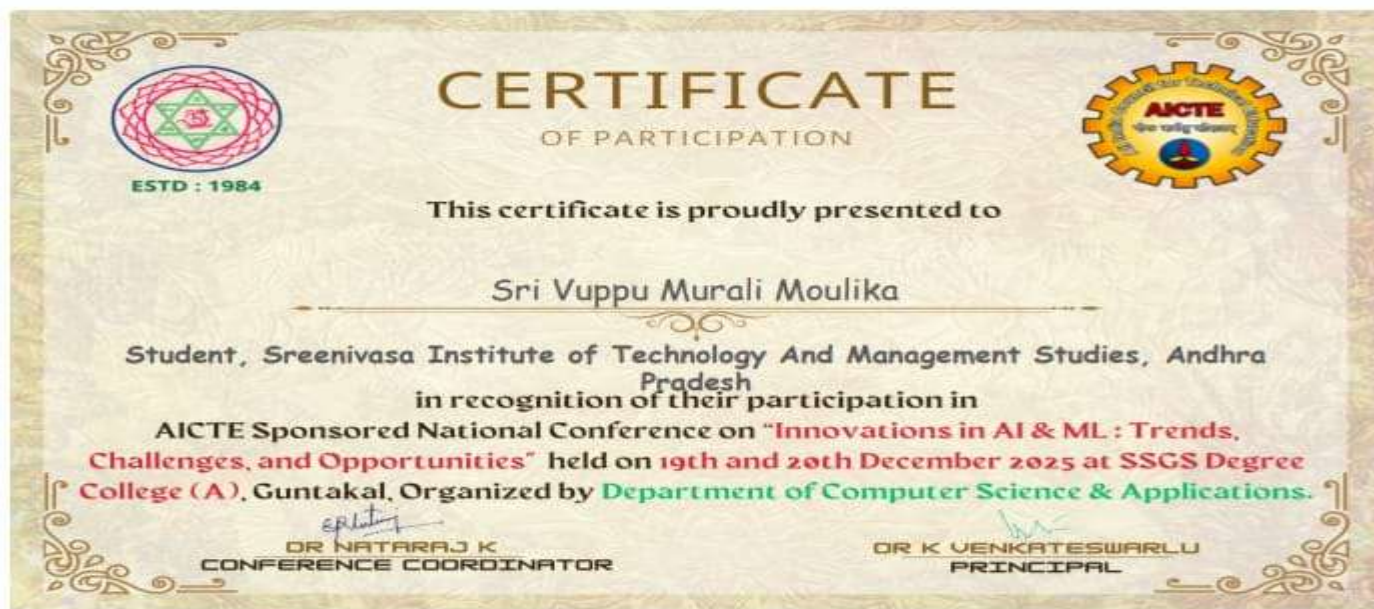 CERTIFICATE
OF PARTICIPATION
AICTE
ESTD : 1984
This certificate is proudly presented to
Sri Vuppu Murali Moulika
Student, Sreenivasa Institute of Technology And Management Studies, Andhra
Pradesh
in recognition of their participation in
AICTE Sponsored National Conference on “Innovations in AI & ML : Trends,
Challenges, and Opportunities” held on 19th and 20th December 2025 at SSGS Degree
College (A), Guntakal, Organized by Department of Computer Science & Applications.
DR NATARAJ K
CONFERENCE COORDINATOR
DR K VENKATESWARLU
PRINCIPAL